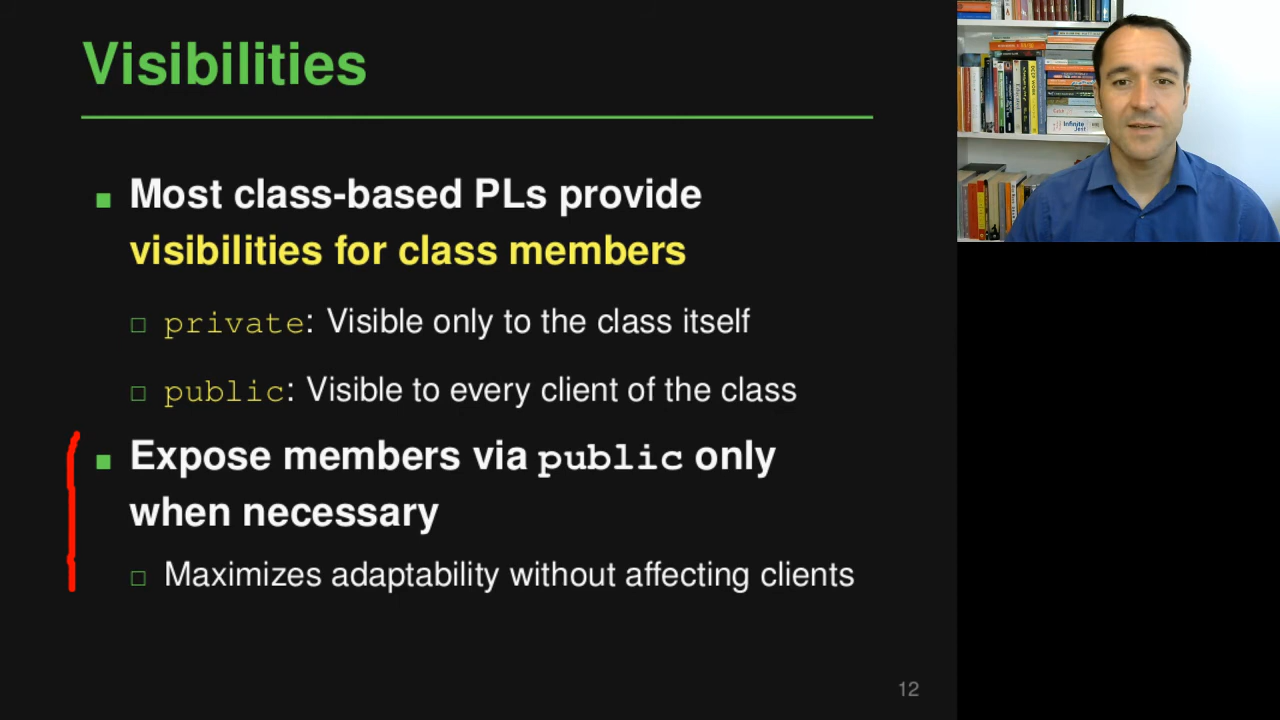 Visibilities
Most class-based PLs provide
visibilities for class members
private: Visible only to the class itself
public: Visible to every client of the class
Expose members via public only
when necessary
Maximizes adaptability without affecting clients
12
Infinite
Jest